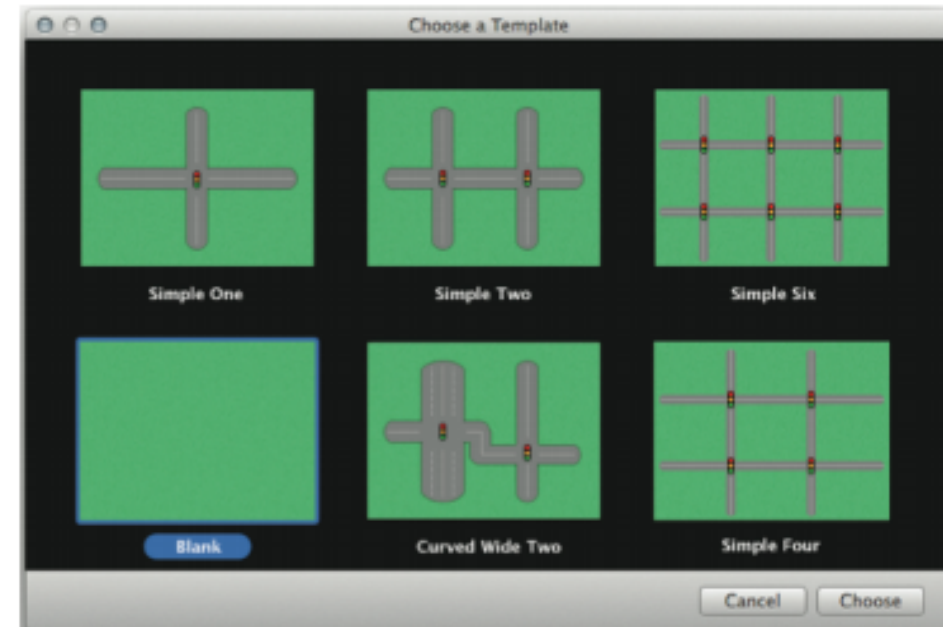 Choose a Template
Simple One
Simple Two
Simple Six
Blank
Curved Wide Two
Simple Four
Cancel
Choose